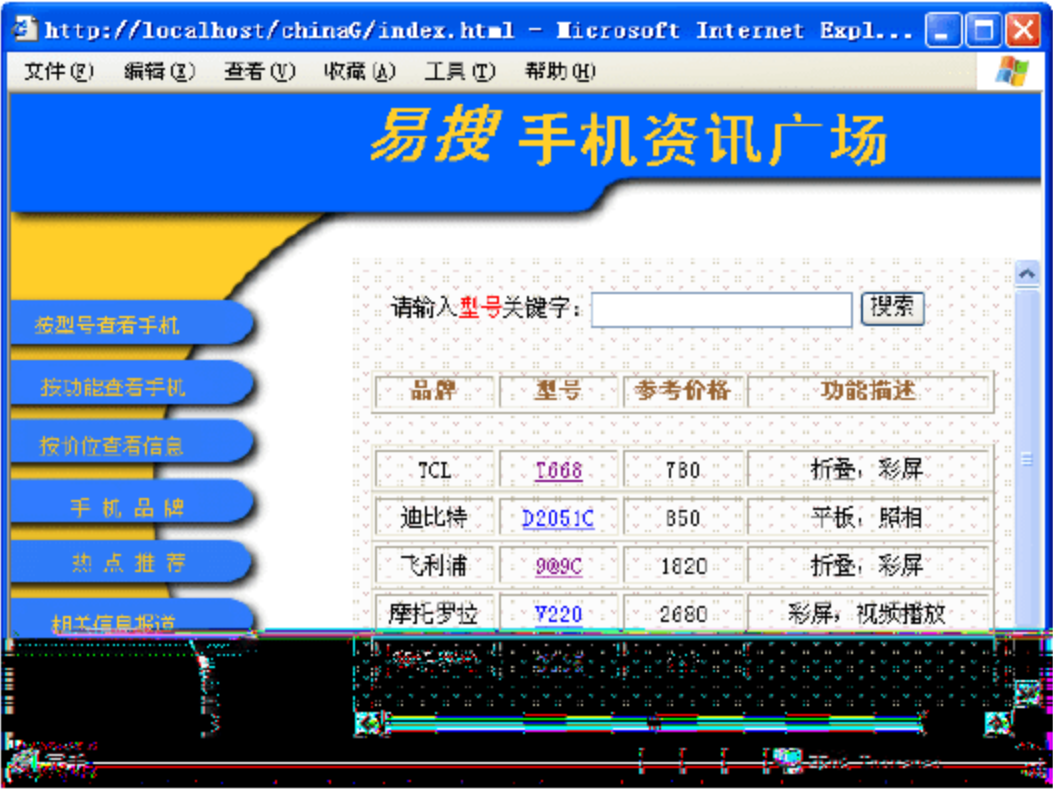 http://localhost/chinaG/index.html - Microsoft Internet Expl...
文件(F) 编辑(E) 查看(V) 收藏(A) 工具(T) 帮助(H)
易搜 手机资讯广场
请输入型号关键字： 搜索
按型号查看手机
按功能查看手机
按价位查看信息
手机品牌
热点推荐
相关信息报道
品牌 型号 参考价格 功能描述
TCL T668 780 折叠，彩屏
迪比特 D2051C 850 平板，照相
飞利浦 9@9C 1820 折叠，彩屏
摩托罗拉 V220 2680 彩屏，视频播放